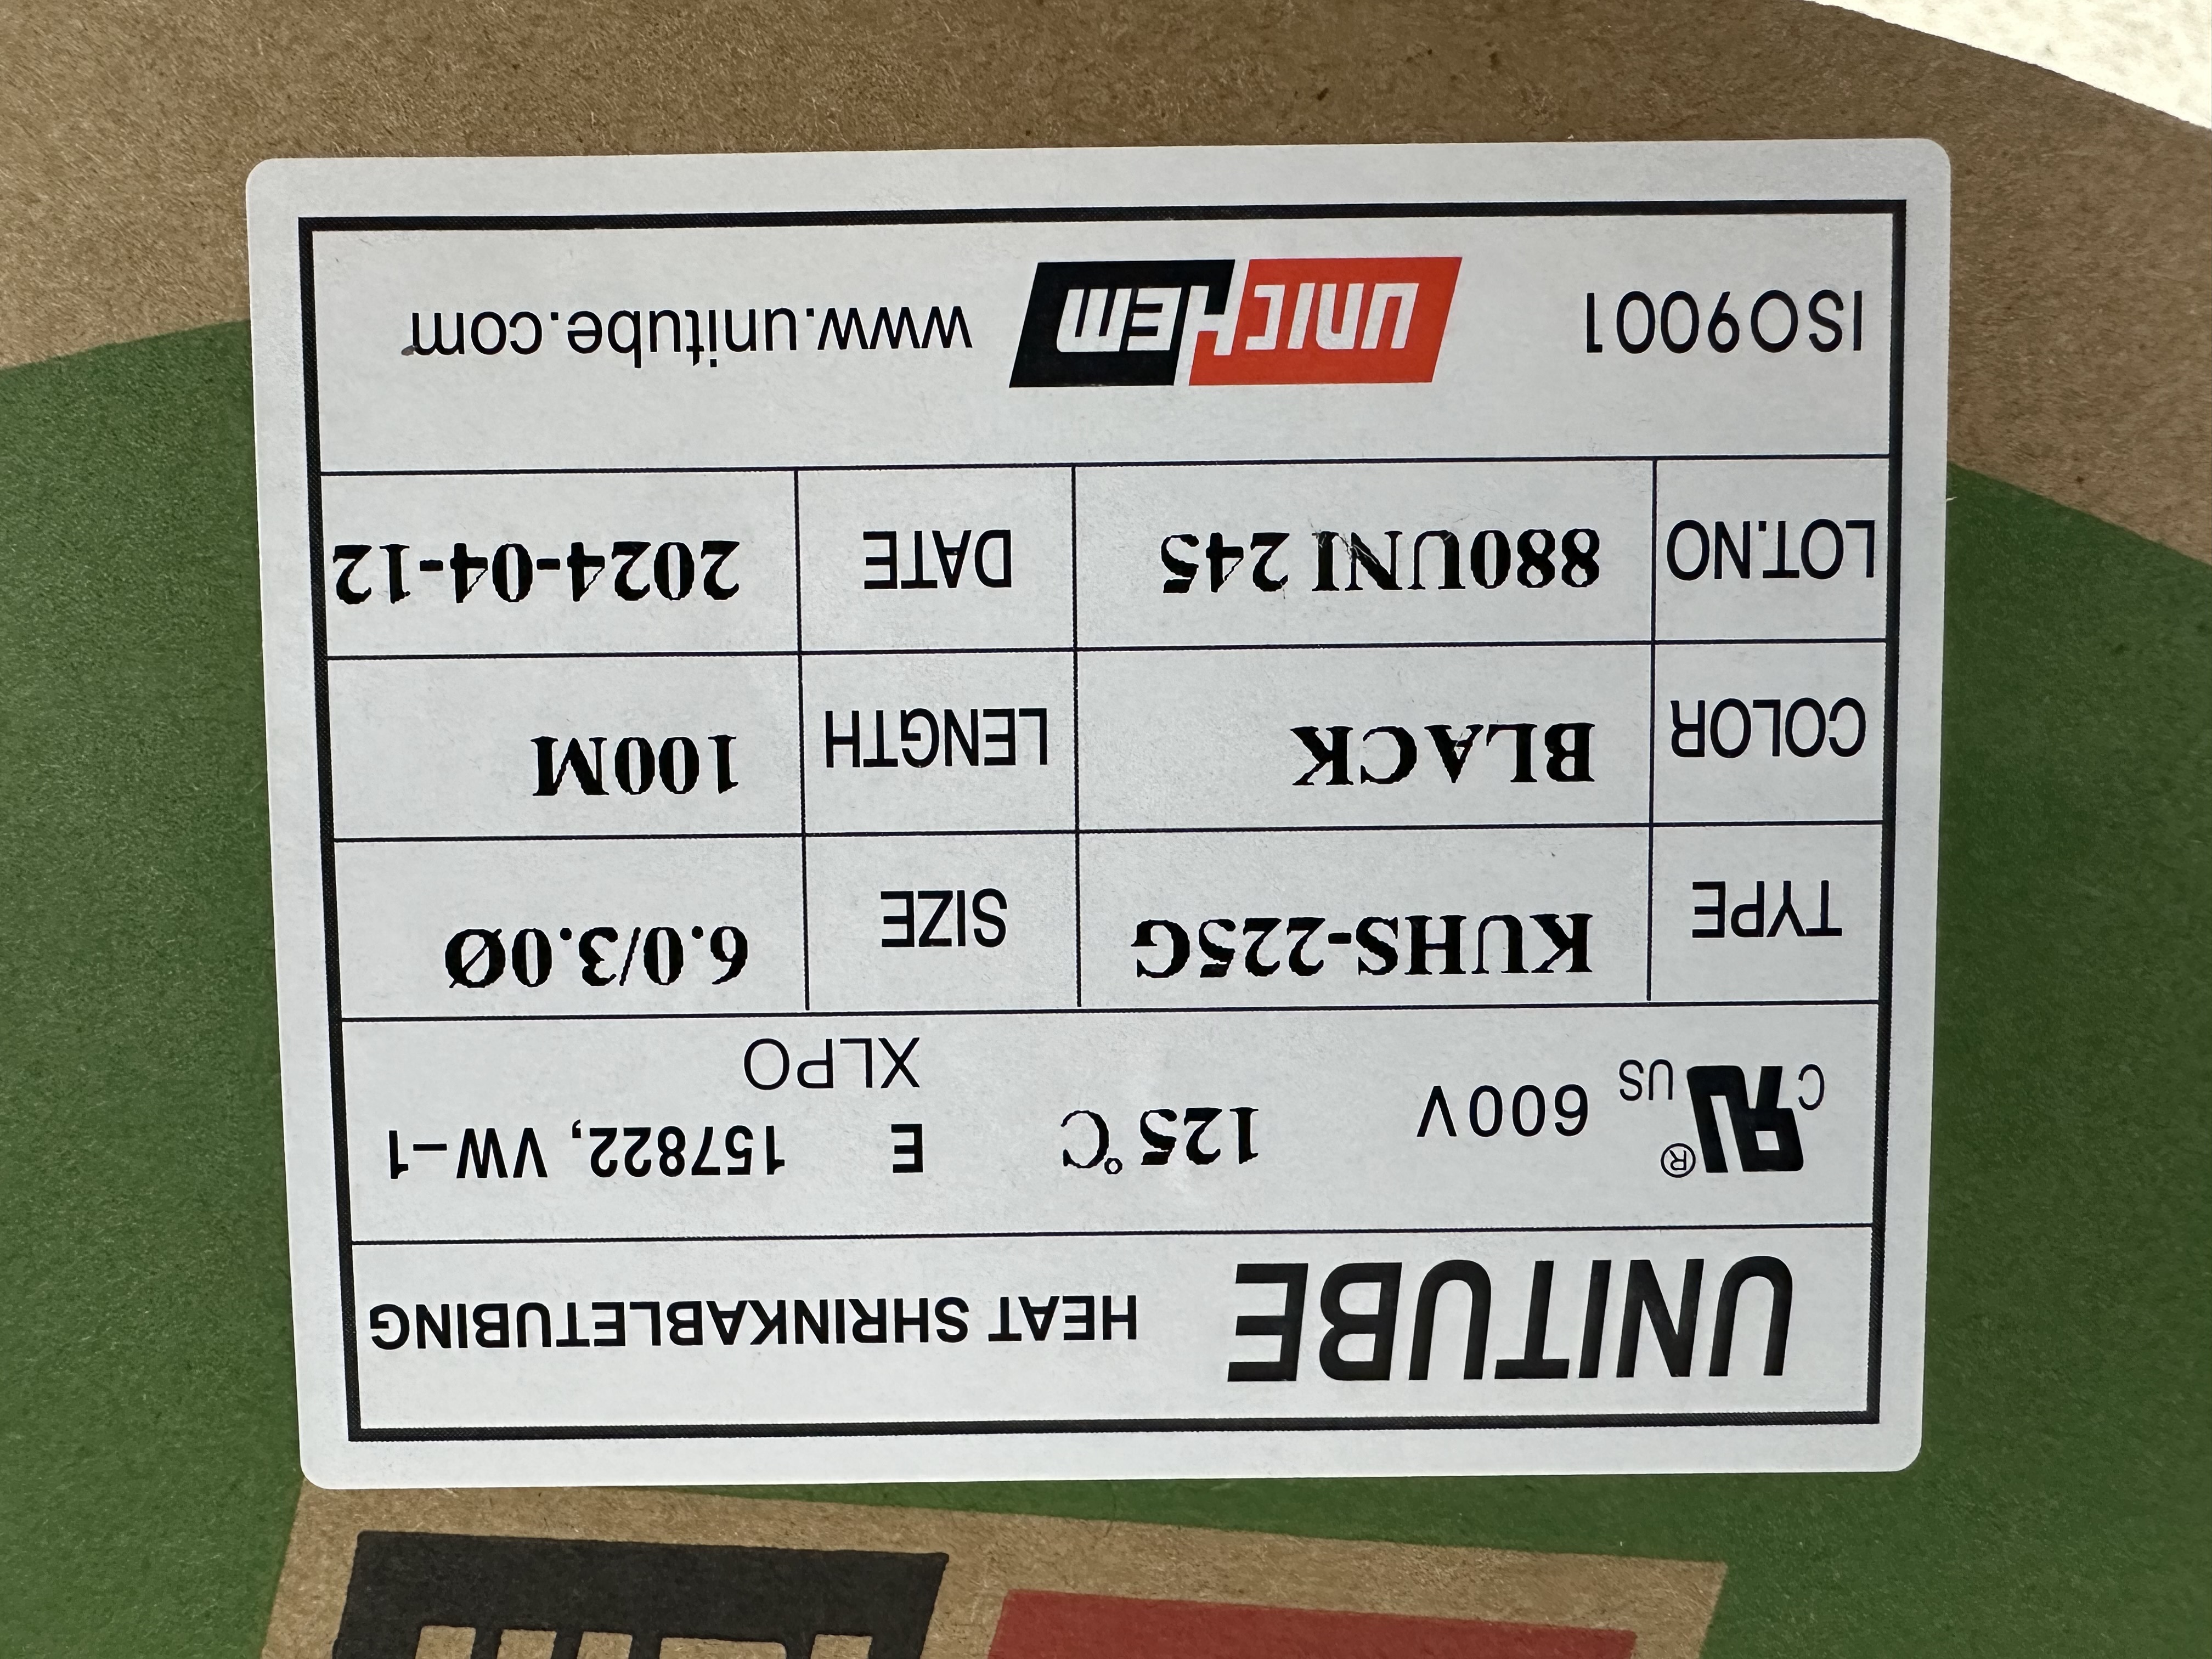 UNITUBE HEAT SHRINKABLETUBING
C RU US ® 600V 125℃ E 157822, VW-1
XLPO
TYPE KUHS-225G SIZE 6.0/3.0Ø
COLOR BLACK LENGTH 100M
LOT.NO 880UNI 245 DATE 2024-04-12
ISO9001 UNICHEM www.unitube.com